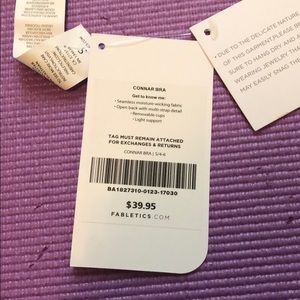 CONNAR BRA
Get to know me:
• Seamless moisture-wicking fabric
• Open back with multi-strap detail
• Removable cups
• Light support
TAG MUST REMAIN ATTACHED
FOR EXCHANGES & RETURNS
CONNAR BRA | S/4-6
BA1827310-0123-17030
$39.95
FABLETICS.COM
• DUE TO THE DELICATE NATURE
OF THIS GARMENT, PLEASE
SURE TO HAND DRY AND
WEARING JEWELRY
MAY EASILY SNAG THE